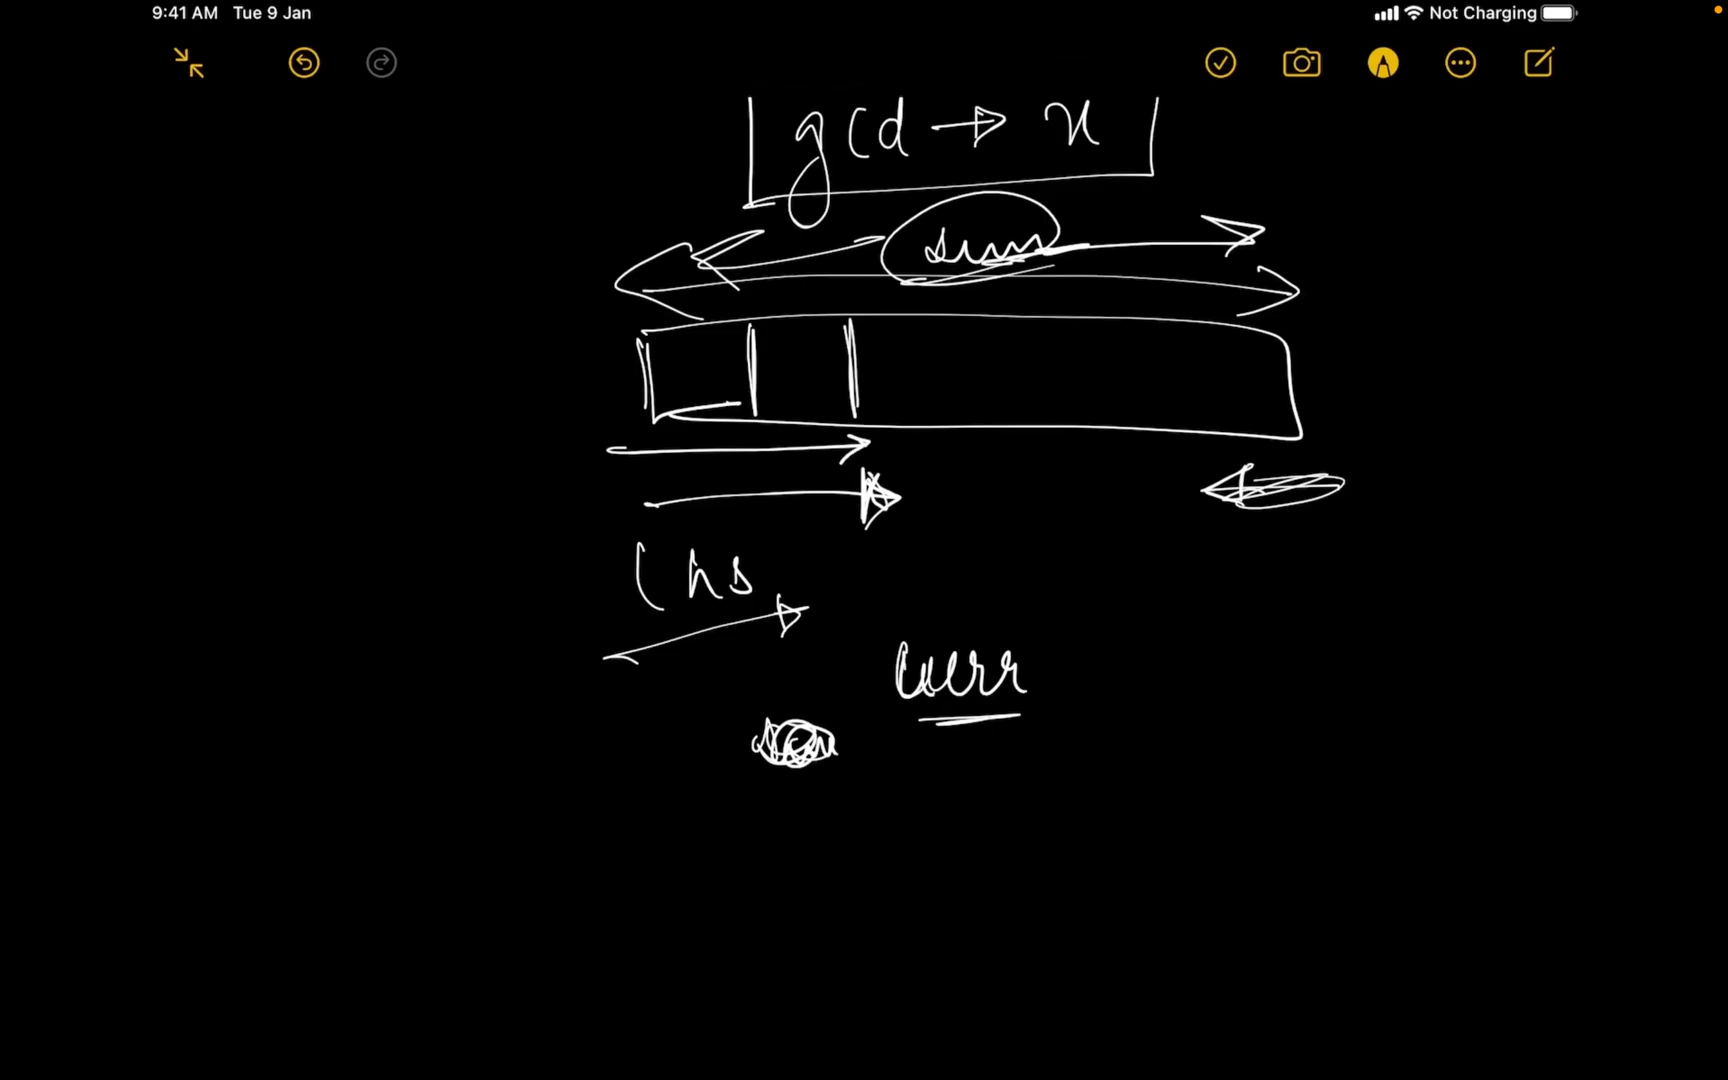 9:41 AM Tue 9 Jan Not Charging
gcd → x
sum
lhs
curr